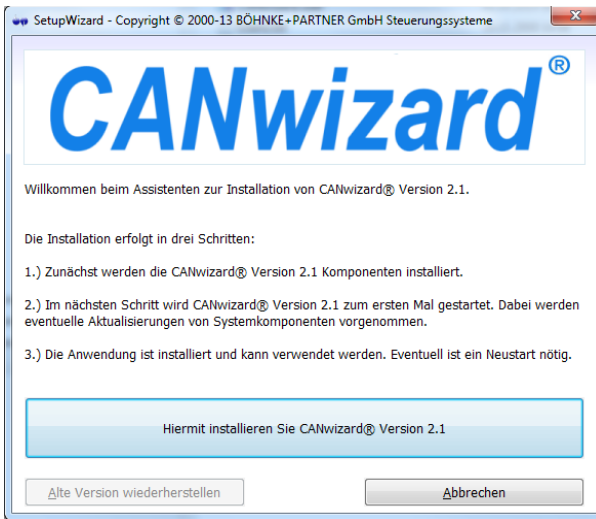 SetupWizard - Copyright © 2000-13 BÖHNKE+PARTNER GmbH Steuerungssysteme
CANwizard®
Willkommen beim Assistenten zur Installation von CANwizard® Version 2.1.
Die Installation erfolgt in drei Schritten:
1.) Zunächst werden die CANwizard® Version 2.1 Komponenten installiert.
2.) Im nächsten Schritt wird CANwizard® Version 2.1 zum ersten Mal gestartet. Dabei werden
eventuelle Aktualisierungen von Systemkomponenten vorgenommen.
3.) Die Anwendung ist installiert und kann verwendet werden. Eventuell ist ein Neustart nötig.
Hiermit installieren Sie CANwizard® Version 2.1
Alte Version wiederherstellen
Abbrechen